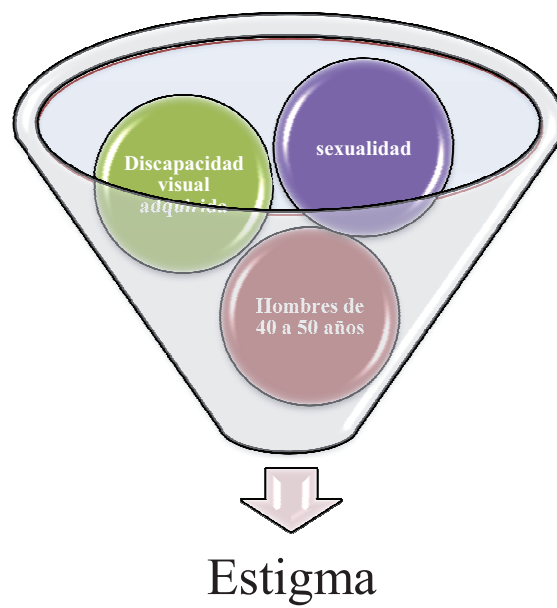 Discapacidad
visual
adquirida
sexualidad
Hombres de
40 a 50 años
Estigma